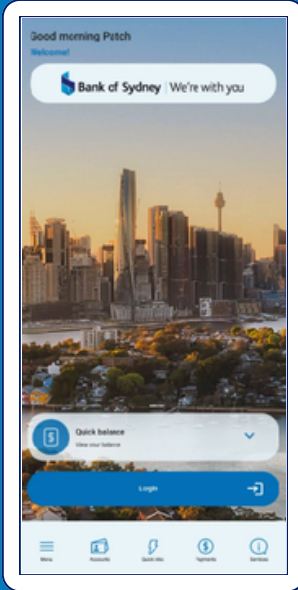 Good morning Patch
Welcome!
Bank of Sydney We're with you
Quick balance
View your balance
Login
Menu
Accounts
Quick links
Payments
Services